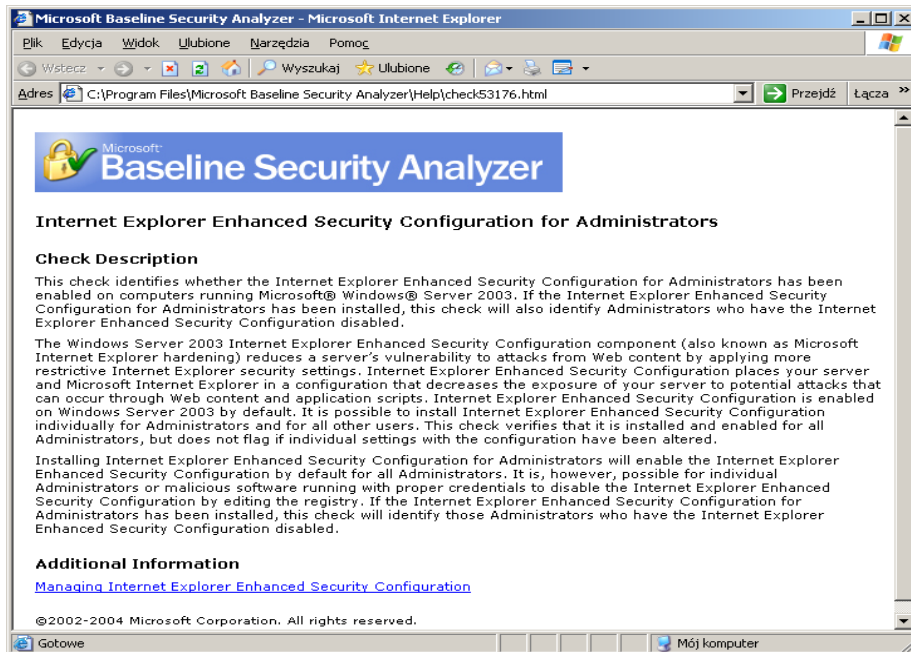 Microsoft Baseline Security Analyzer - Microsoft Internet Explorer
Plik Edycja Widok Ulubione Narzędzia Pomoc
Wstecz Wyszukaj Ulubione
Adres C:\Program Files\Microsoft Baseline Security Analyzer\Help\check53176.html Przejdź Łącza »
Microsoft
Baseline Security Analyzer
Internet Explorer Enhanced Security Configuration for Administrators
Check Description
This check identifies whether the Internet Explorer Enhanced Security Configuration for Administrators has been
enabled on computers running Microsoft® Windows® Server 2003. If the Internet Explorer Enhanced Security
Configuration for Administrators has been installed, this check will also identify Administrators who have the Internet
Explorer Enhanced Security Configuration disabled.
The Windows Server 2003 Internet Explorer Enhanced Security Configuration component (also known as Microsoft
Internet Explorer hardening) reduces a server's vulnerability to attacks from Web content by applying more
restrictive Internet Explorer security settings. Internet Explorer Enhanced Security Configuration places your server
and Microsoft Internet Explorer in a configuration that decreases the exposure of your server to potential attacks that
can occur through Web content and application scripts. Internet Explorer Enhanced Security Configuration is enabled
on Windows Server 2003 by default. It is possible to install Internet Explorer Enhanced Security Configuration
individually for Administrators and for all other users. This check verifies that it is installed and enabled for all
Administrators, but does not flag if individual settings with the configuration have been altered.
Installing Internet Explorer Enhanced Security Configuration for Administrators will enable the Internet Explorer
Enhanced Security Configuration by default for all Administrators. It is, however, possible for individual
Administrators or malicious software running with proper credentials to disable the Internet Explorer Enhanced
Security Configuration by editing the registry. If the Internet Explorer Enhanced Security Configuration for
Administrators has been installed, this check will identify those Administrators who have the Internet Explorer
Enhanced Security Configuration disabled.
Additional Information
Managing Internet Explorer Enhanced Security Configuration
©2002-2004 Microsoft Corporation. All rights reserved.
Gotowe Mój komputer